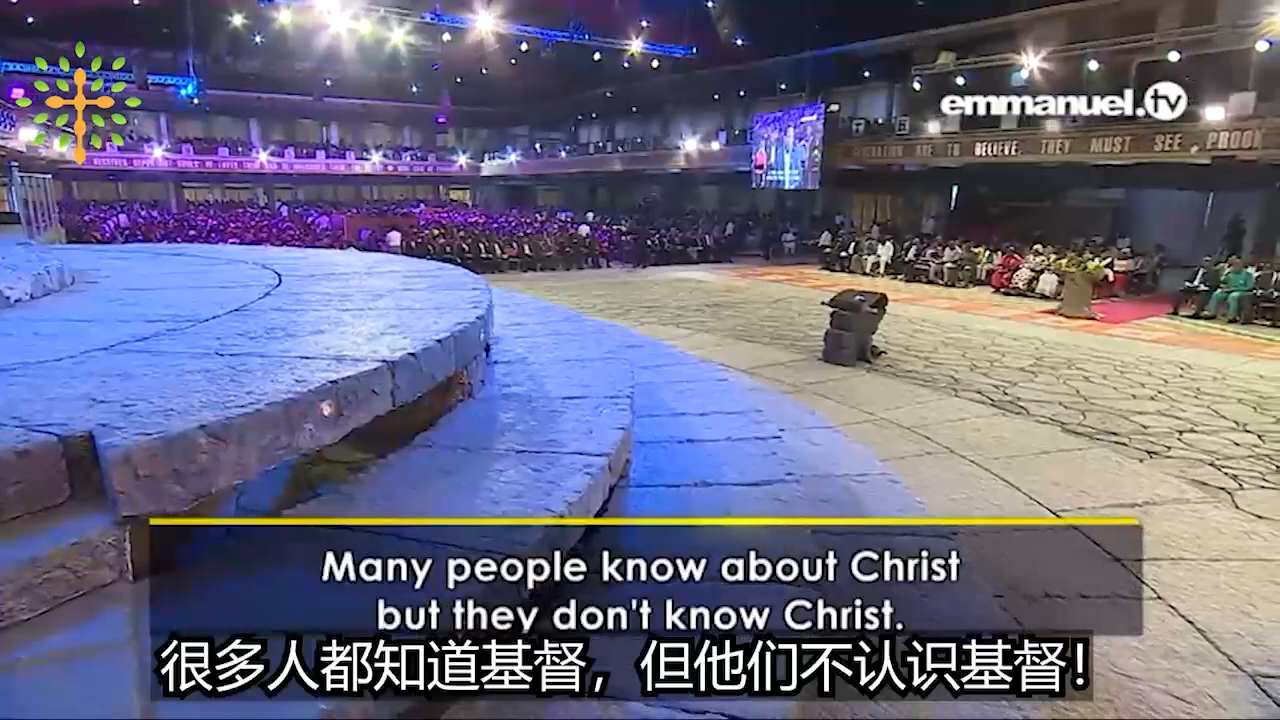 emmanuel.tv
TO BELIEVE, THEY MUST SEE PROOF
Many people know about Christ
but they don't know Christ.
很多人都知道基督，但他们不认识基督！